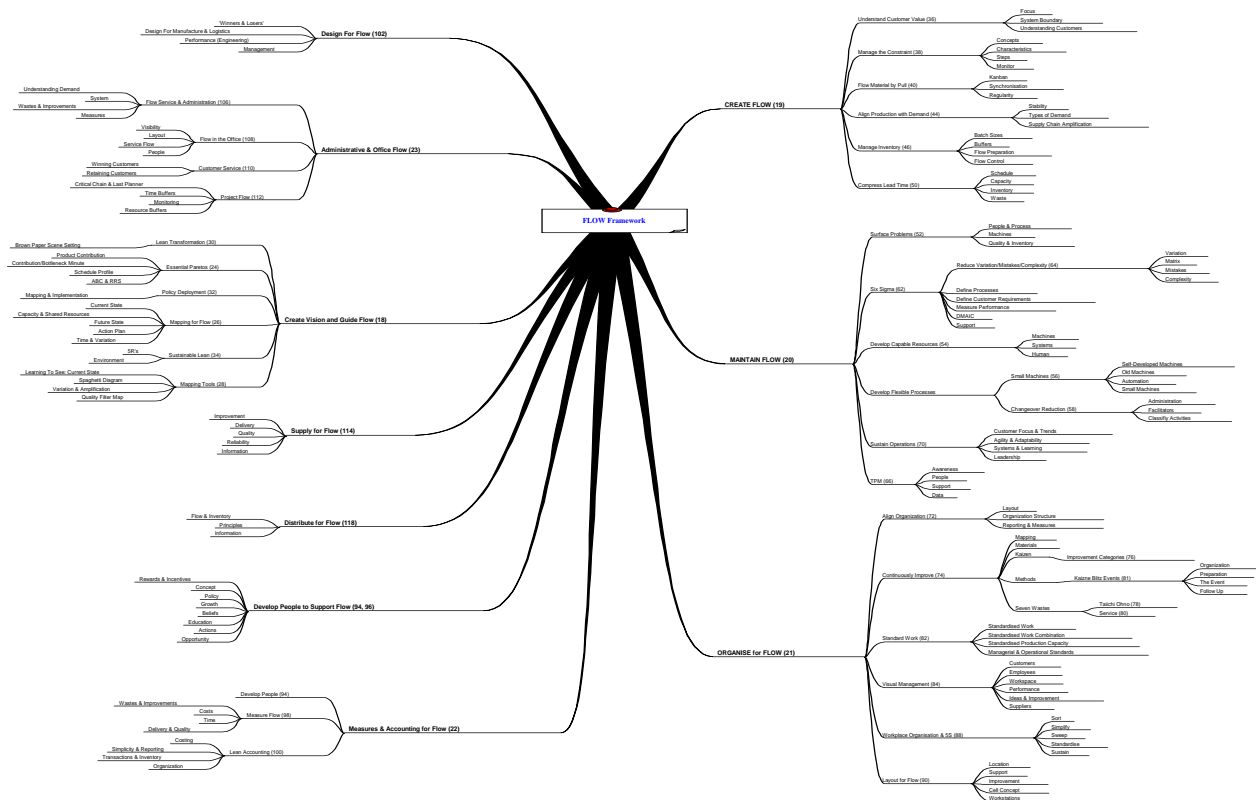 FLOW Framework
Design For Flow (102)
'Winners & Losers'
Design For Manufacture & Logistics
Performance (Engineering)
Management
Administrative & Office Flow (23)
Flow Service & Administration (106)
Understanding Demand
System
Wastes & Improvements
Measures
Flow in the Office (108)
Visibility
Layout
Service Flow
People
Customer Service (110)
Winning Customers
Retaining Customers
Project Flow (112)
Critical Chain & Last Planner
Time Buffers
Monitoring
Resource Buffers
Create Vision and Guide Flow (18)
Lean Transformation (30)
Brown Paper Scene Setting
Essential Paretos (24)
Product Contribution
Contribution/Bottleneck Minute
Schedule Profile
ABC & RRS
Policy Deployment (32)
Mapping & Implementation
Mapping for Flow (26)
Current State
Capacity & Shared Resources
Future State
Action Plan
Time & Variation
Sustainable Lean (34)
5R's
Environment
Mapping Tools (28)
Learning To See: Current State
Spaghetti Diagram
Variation & Amplification
Quality Filter Map
Supply for Flow (114)
Improvement
Delivery
Quality
Reliability
Information
Distribute for Flow (118)
Flow & Inventory
Principles
Information
Develop People to Support Flow (94, 96)
Rewards & Incentives
Concept
Policy
Growth
Beliefs
Education
Actions
Opportunity
Measures & Accounting for Flow (22)
Develop People (94)
Measure Flow (98)
Wastes & Improvements
Costs
Time
Delivery & Quality
Lean Accounting (100)
Costing
Simplicity & Reporting
Transactions & Inventory
Organization
CREATE FLOW (19)
Understand Customer Value (36)
Focus
System Boundary
Understanding Customers
Manage the Constraint (38)
Concepts
Characteristics
Steps
Monitor
Flow Material by Pull (40)
Kanban
Synchronisation
Regularity
Align Production with Demand (44)
Stability
Types of Demand
Supply Chain Amplification
Manage Inventory (46)
Batch Sizes
Buffers
Flow Preparation
Flow Control
Compress Lead Time (50)
Schedule
Capacity
Inventory
Waste
MAINTAIN FLOW (20)
Surface Problems (52)
People & Process
Machines
Quality & Inventory
Six Sigma (62)
Reduce Variation/Mistakes/Complexity (64)
Variation
Matrix
Mistakes
Complexity
Define Processes
Define Customer Requirements
Measure Performance
DMAIC
Support
Develop Capable Resources (54)
Machines
Systems
Human
Develop Flexible Processes
Small Machines (56)
Self-Developed Machines
Old Machines
Automation
Small Machines
Changeover Reduction (58)
Administration
Facilitators
Classifiy Activities
Sustain Operations (70)
Customer Focus & Trends
Agility & Adaptability
Systems & Learning
Leadership
TPM (66)
Awareness
People
Support
Data
ORGANISE for FLOW (21)
Align Organization (72)
Layout
Organization Structure
Reporting & Measures
Continuously Improve (74)
Mapping
Materials
Kaizen
Improvement Categories (76)
Methods
Kaizne Blitz Events (81)
Organization
Preparation
The Event
Follow Up
Seven Wastes
Taiichi Ohno (78)
Service (80)
Standard Work (82)
Standardised Work
Standardised Work Combination
Standardised Production Capacity
Managerial & Operational Standards
Visual Management (84)
Customers
Employees
Workspace
Performance
Ideas & Improvement
Suppliers
Workplace Organisation & 5S (88)
Sort
Simplify
Sweep
Standardise
Sustain
Layout for Flow (90)
Location
Support
Improvement
Cell Concept
Workstations